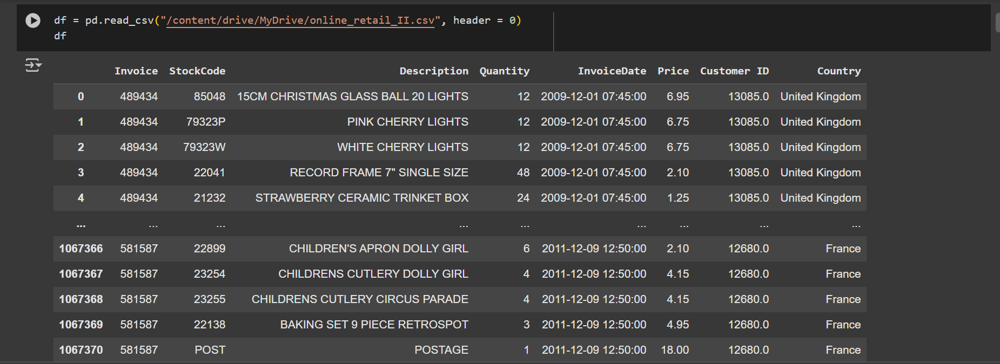 df = pd.read_csv("/content/drive/MyDrive/online_retail_II.csv", header = 0)
df
Invoice StockCode Description Quantity InvoiceDate Price Customer ID Country
0 489434 85048 15CM CHRISTMAS GLASS BALL 20 LIGHTS 12 2009-12-01 07:45:00 6.95 13085.0 United Kingdom
1 489434 79323P PINK CHERRY LIGHTS 12 2009-12-01 07:45:00 6.75 13085.0 United Kingdom
2 489434 79323W WHITE CHERRY LIGHTS 12 2009-12-01 07:45:00 6.75 13085.0 United Kingdom
3 489434 22041 RECORD FRAME 7" SINGLE SIZE 48 2009-12-01 07:45:00 2.10 13085.0 United Kingdom
4 489434 21232 STRAWBERRY CERAMIC TRINKET BOX 24 2009-12-01 07:45:00 1.25 13085.0 United Kingdom
... ... ... ... ... ... ... ... ...
1067366 581587 22899 CHILDREN'S APRON DOLLY GIRL 6 2011-12-09 12:50:00 2.10 12680.0 France
1067367 581587 23254 CHILDRENS CUTLERY DOLLY GIRL 4 2011-12-09 12:50:00 4.15 12680.0 France
1067368 581587 23255 CHILDRENS CUTLERY CIRCUS PARADE 4 2011-12-09 12:50:00 4.15 12680.0 France
1067369 581587 22138 BAKING SET 9 PIECE RETROSPOT 3 2011-12-09 12:50:00 4.95 12680.0 France
1067370 581587 POST POSTAGE 1 2011-12-09 12:50:00 18.00 12680.0 France